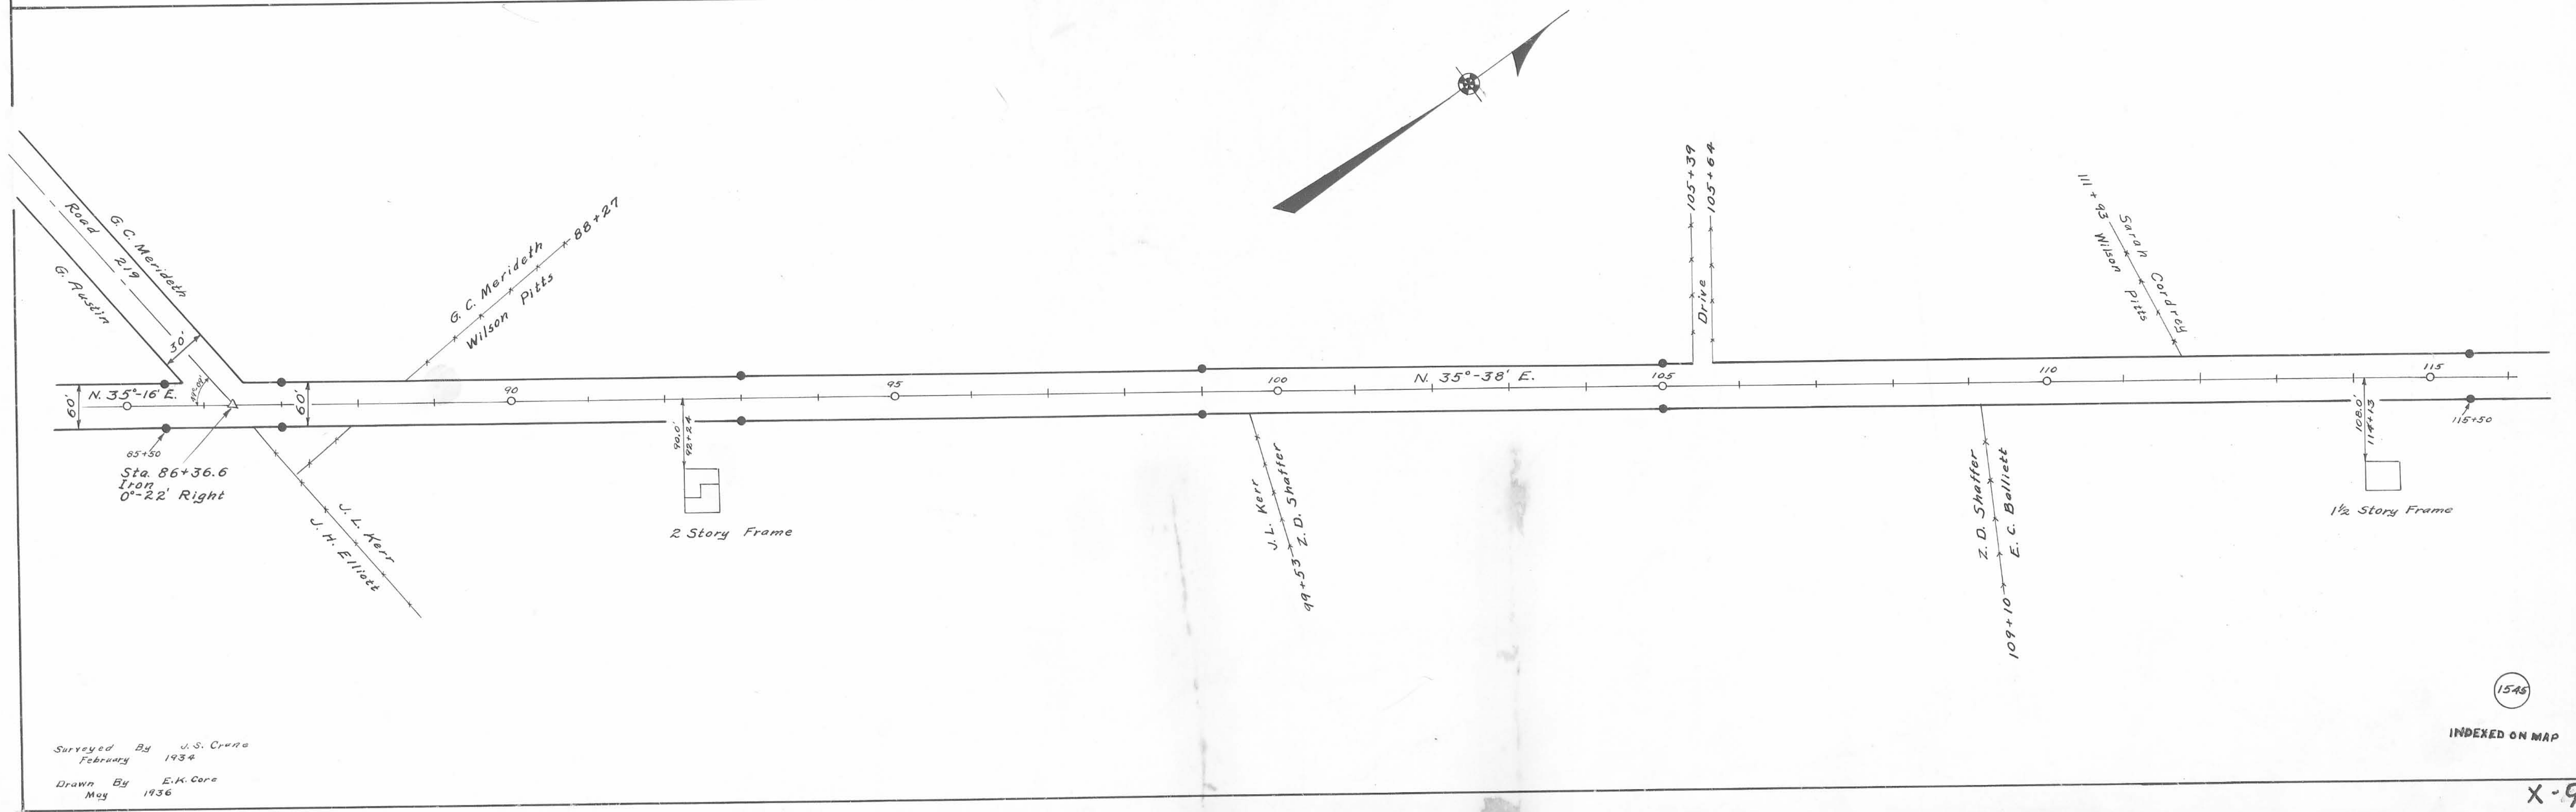 G. C. Merideth
Road 219
G. Austin
30'
60'
N. 35°-16' E.
60'
85+50
Sta. 86+36.6
Iron
0°-22' Right
J. L. Kerr
J. H. Elliott
G. C. Merideth
88+27
Wilson Pitts
90
90.0'
92+24
2 Story Frame
95
100
N. 35°-38' E.
J. L. Kerr
99+53
Z. D. Shaffer
105
Drive
105+39
105+64
110
Z. D. Shaffer
109+10
E. C. Balliett
Sarah Cordrey
111+93
Wilson Pitts
115
108.0'
114+13
1½ Story Frame
115+50
1545
INDEXED ON MAP
Surveyed By J. S. Crane
February 1934
Drawn By E. K. Core
May 1936
X-9